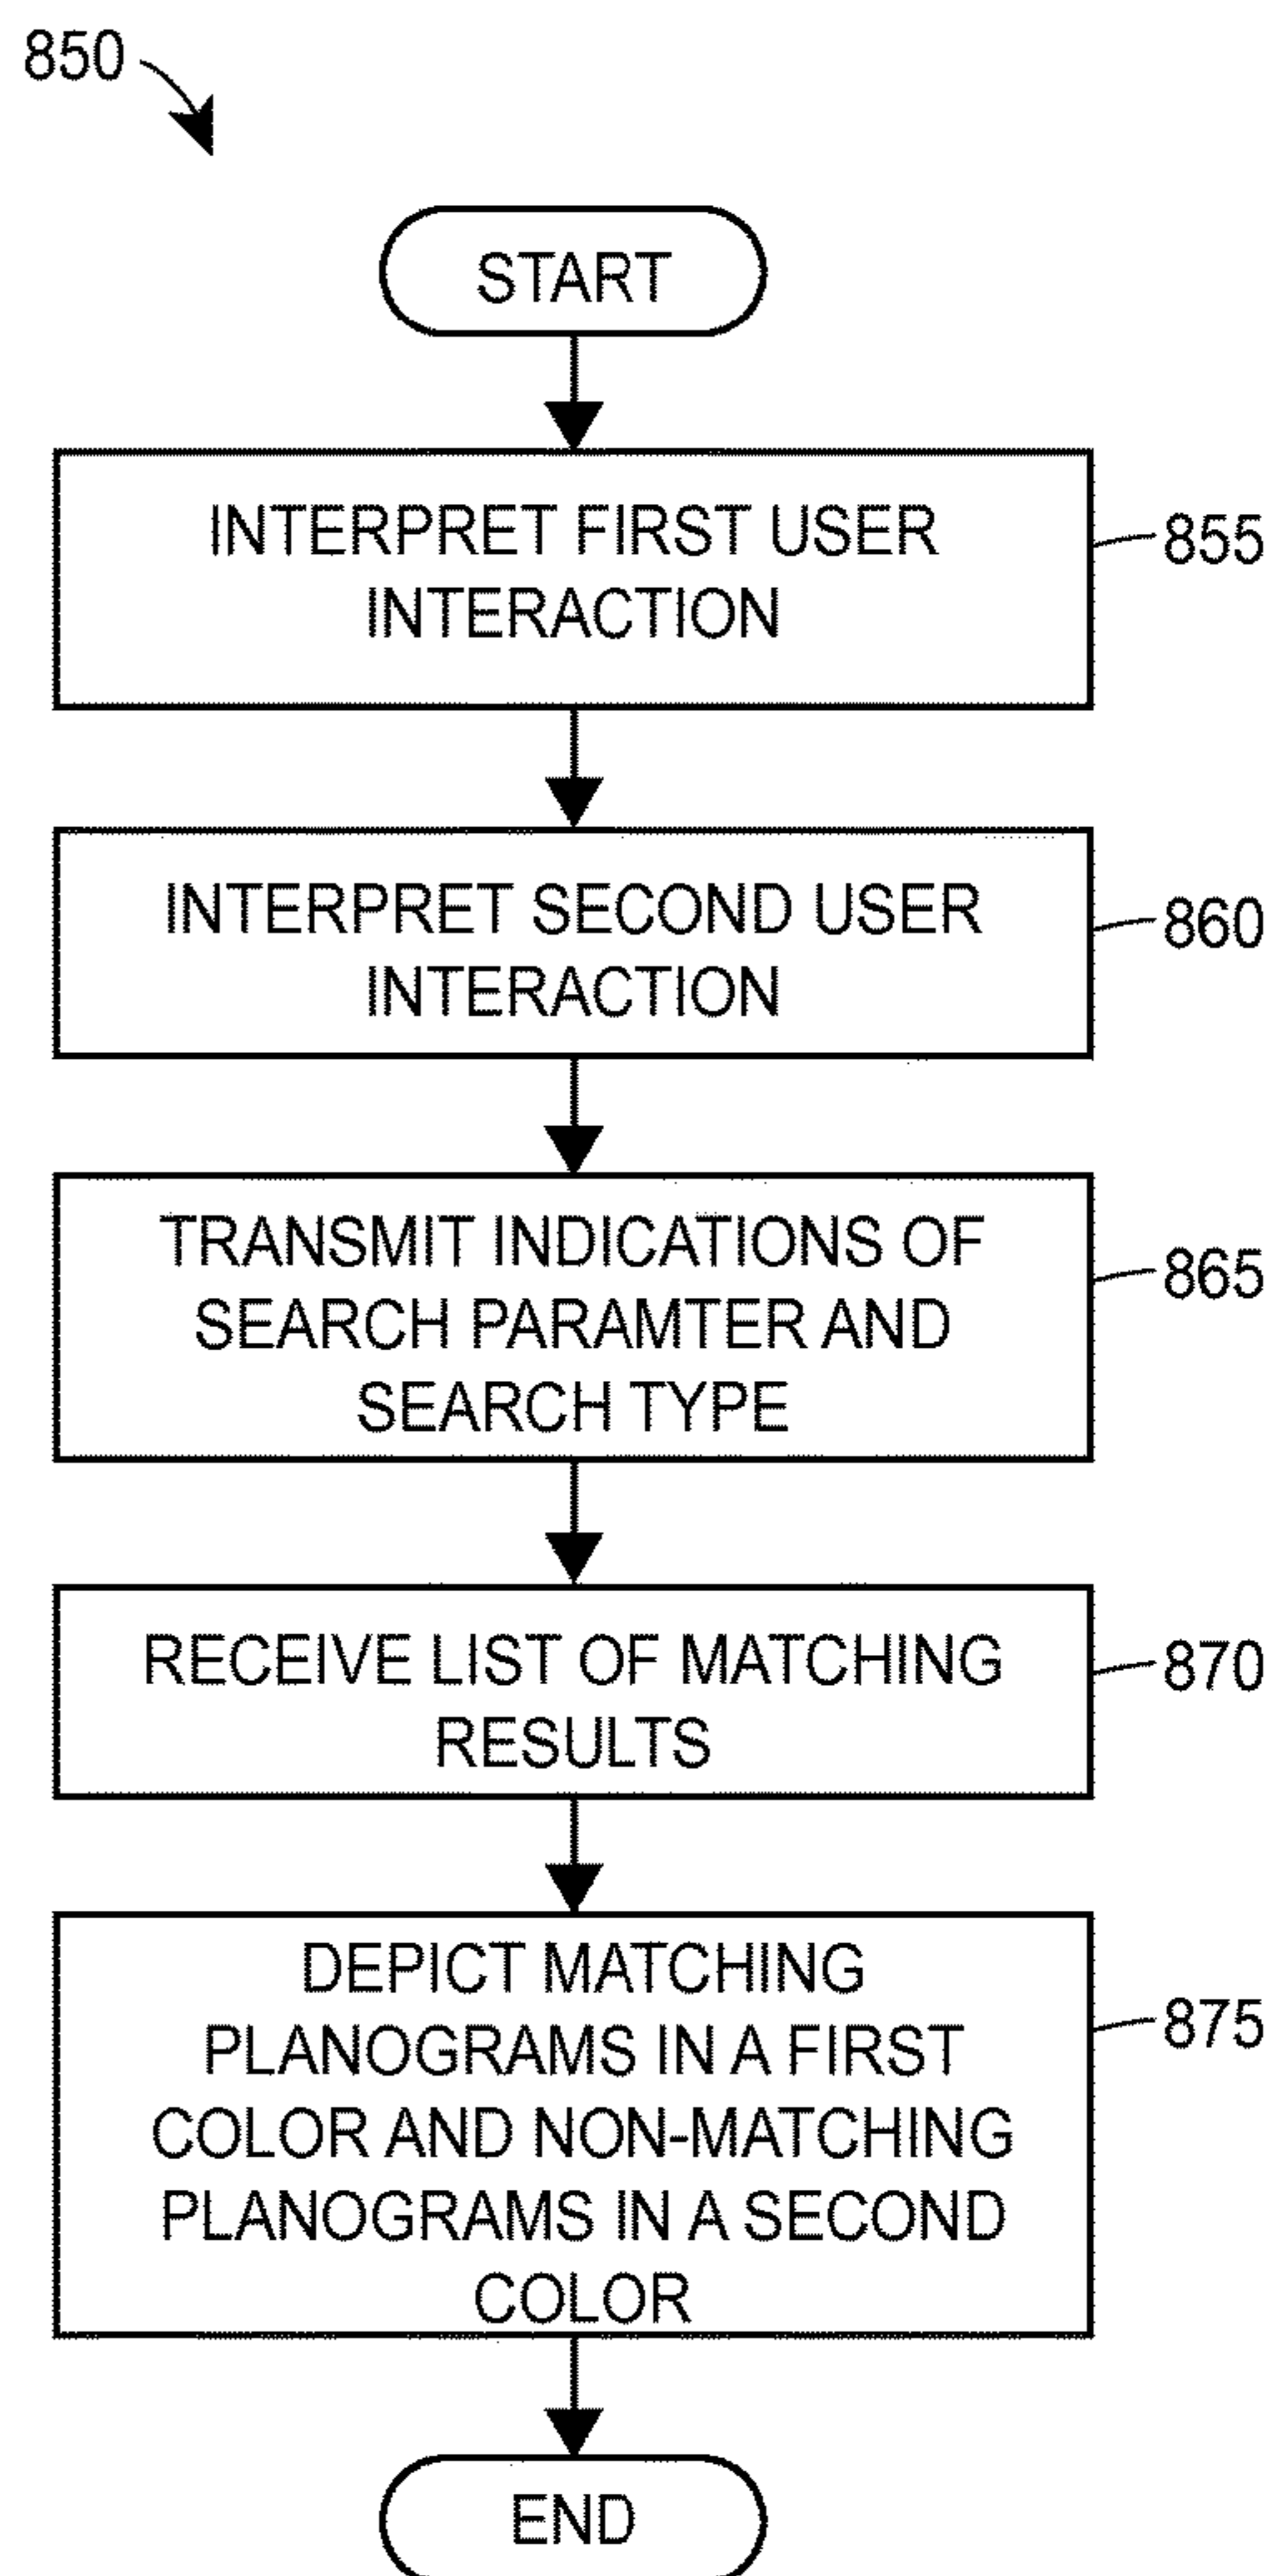 850
START
INTERPRET FIRST USER
INTERACTION
855
INTERPRET SECOND USER
INTERACTION
860
TRANSMIT INDICATIONS OF
SEARCH PARAMTER AND
SEARCH TYPE
865
RECEIVE LIST OF MATCHING
RESULTS
870
DEPICT MATCHING
PLANOGRAMS IN A FIRST
COLOR AND NON-MATCHING
PLANOGRAMS IN A SECOND
COLOR
875
END